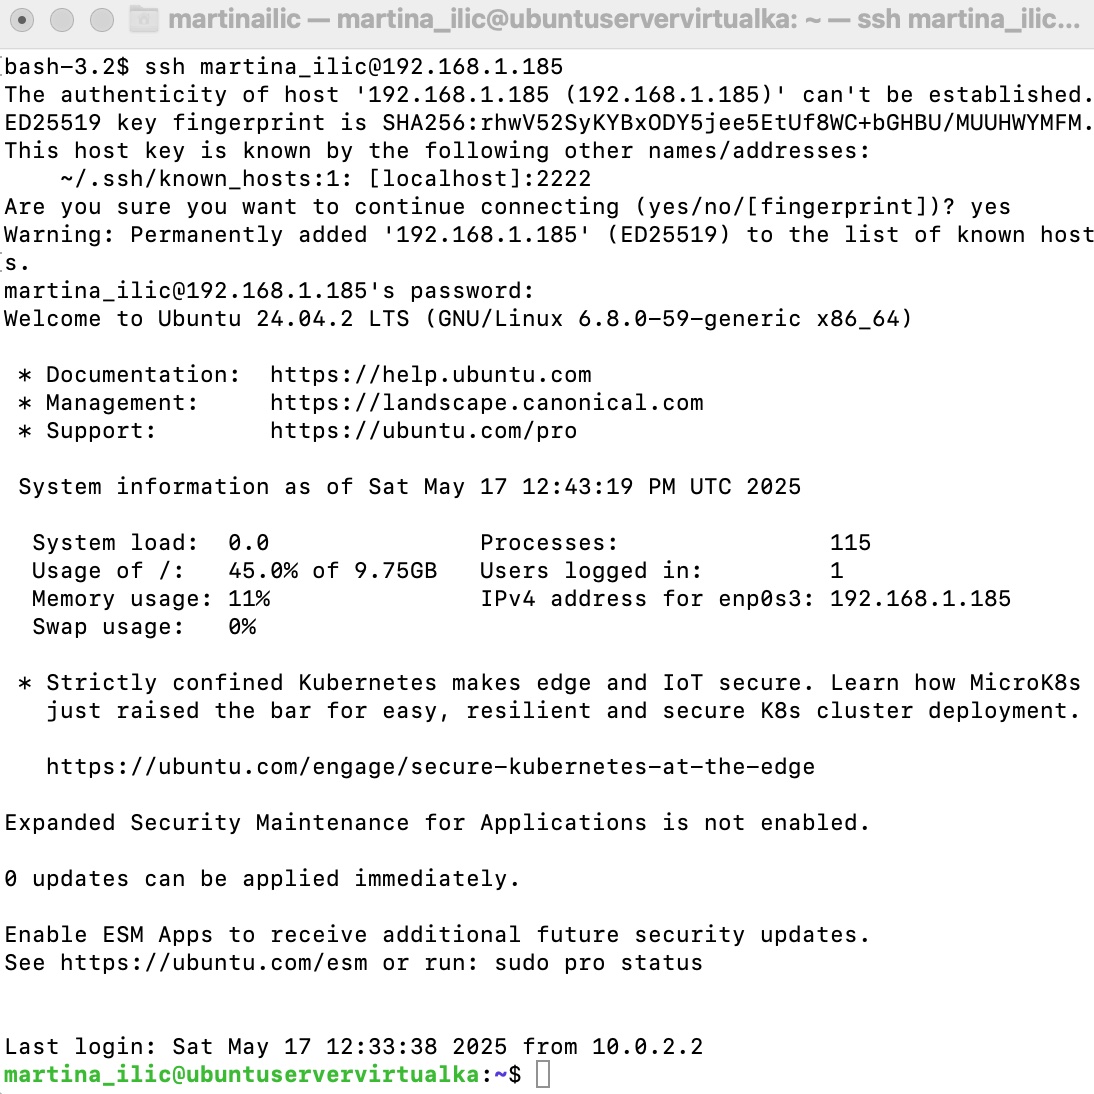 martinailic — martina_ilic@ubuntuservervirtualka: ~ — ssh martina_ilic...
bash-3.2$ ssh martina_ilic@192.168.1.185
The authenticity of host '192.168.1.185 (192.168.1.185)' can't be established.
ED25519 key fingerprint is SHA256:rhwV52SyKYBxODY5jee5EtUf8WC+bGHBU/MUUHWYMFM.
This host key is known by the following other names/addresses:
    ~/.ssh/known_hosts:1: [localhost]:2222
Are you sure you want to continue connecting (yes/no/[fingerprint])? yes
Warning: Permanently added '192.168.1.185' (ED25519) to the list of known host
s.
martina_ilic@192.168.1.185's password:
Welcome to Ubuntu 24.04.2 LTS (GNU/Linux 6.8.0-59-generic x86_64)
 * Documentation:  https://help.ubuntu.com
 * Management:     https://landscape.canonical.com
 * Support:        https://ubuntu.com/pro
 System information as of Sat May 17 12:43:19 PM UTC 2025
  System load:  0.0               Processes:               115
  Usage of /:   45.0% of 9.75GB   Users logged in:         1
  Memory usage: 11%               IPv4 address for enp0s3: 192.168.1.185
  Swap usage:   0%
 * Strictly confined Kubernetes makes edge and IoT secure. Learn how MicroK8s
   just raised the bar for easy, resilient and secure K8s cluster deployment.
   https://ubuntu.com/engage/secure-kubernetes-at-the-edge
Expanded Security Maintenance for Applications is not enabled.
0 updates can be applied immediately.
Enable ESM Apps to receive additional future security updates.
See https://ubuntu.com/esm or run: sudo pro status
Last login: Sat May 17 12:33:38 2025 from 10.0.2.2
martina_ilic@ubuntuservervirtualka:~$